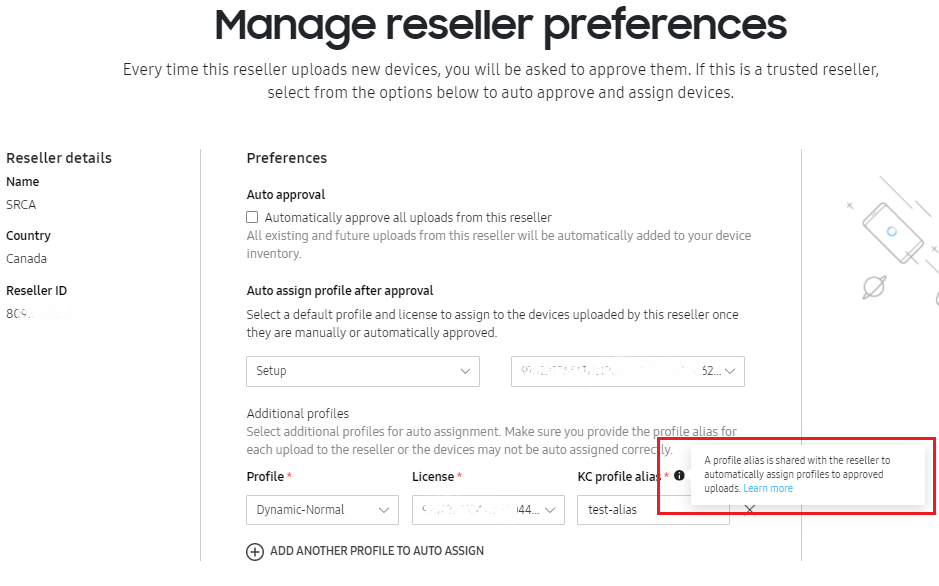 Manage reseller preferences
Every time this reseller uploads new devices, you will be asked to approve them. If this is a trusted reseller,
select from the options below to auto approve and assign devices.
Reseller details
Name
SRCA
Country
Canada
Reseller ID
Preferences
Auto approval
Automatically approve all uploads from this reseller
All existing and future uploads from this reseller will be automatically added to your device
inventory.
Auto assign profile after approval
Select a default profile and license to assign to the devices uploaded by this reseller once
they are manually or automatically approved.
Setup
62...
Additional profiles
Select additional profiles for auto assignment. Make sure you provide the profile alias for
each upload to the reseller or the devices may not be auto assigned correctly.
Profile *
License *
KC profile alias *
A profile alias is shared with the reseller to
automatically assign profiles to approved
uploads. Learn more
Dynamic-Normal
44...
test-alias
ADD ANOTHER PROFILE TO AUTO ASSIGN